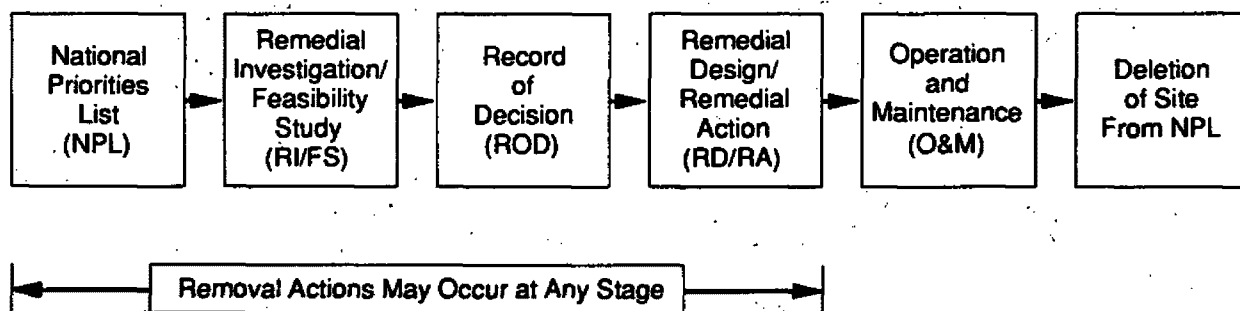 National
Priorities
List
(NPL)
Remedial
Investigation/
Feasibility
Study
(RI/FS)
Record
of
Decision
(ROD)
Remedial
Design/
Remedial
Action
(RD/RA)
Operation
and
Maintenance
(O&M)
Deletion
of Site
From NPL
Removal Actions May Occur at Any Stage